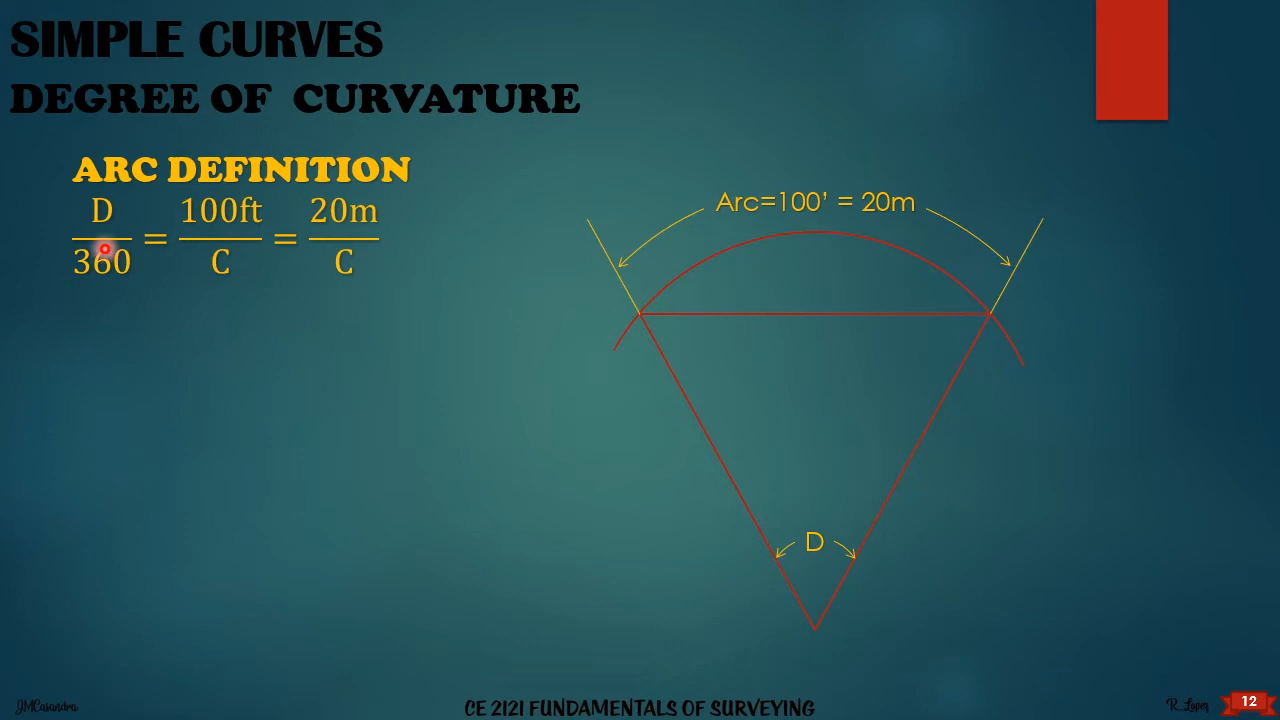 SIMPLE CURVES
DEGREE OF CURVATURE
ARC DEFINITION
D/360 = 100ft/C = 20m/C
Arc=100’ = 20m
D
JMCasandra
CE 2121 FUNDAMENTALS OF SURVEYING
R_Lopez
12